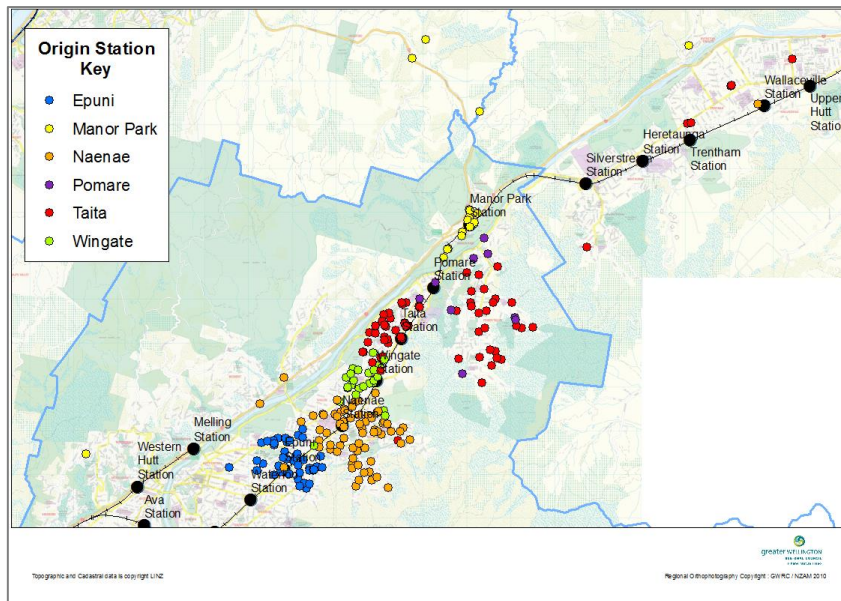 Origin Station
Key
Epuni
Manor Park
Naenae
Pomare
Taita
Wingate
Wallaceville
Station
Upper
Hutt
Station
Heretaunga
Station
Trentham
Station
Silverstream
Station
Manor Park
Station
Pomare
Station
Taita
Station
Wingate
Station
Naenae
Station
Melling
Station
Epuni
Station
Western
Hutt
Station
Waterloo
Station
Ava
Station
greater WELLINGTON
REGIONAL COUNCIL
Topographic and Cadastral data is copyright LINZ
Regional Orthophotography Copyright : GWRC / NZAM 2010